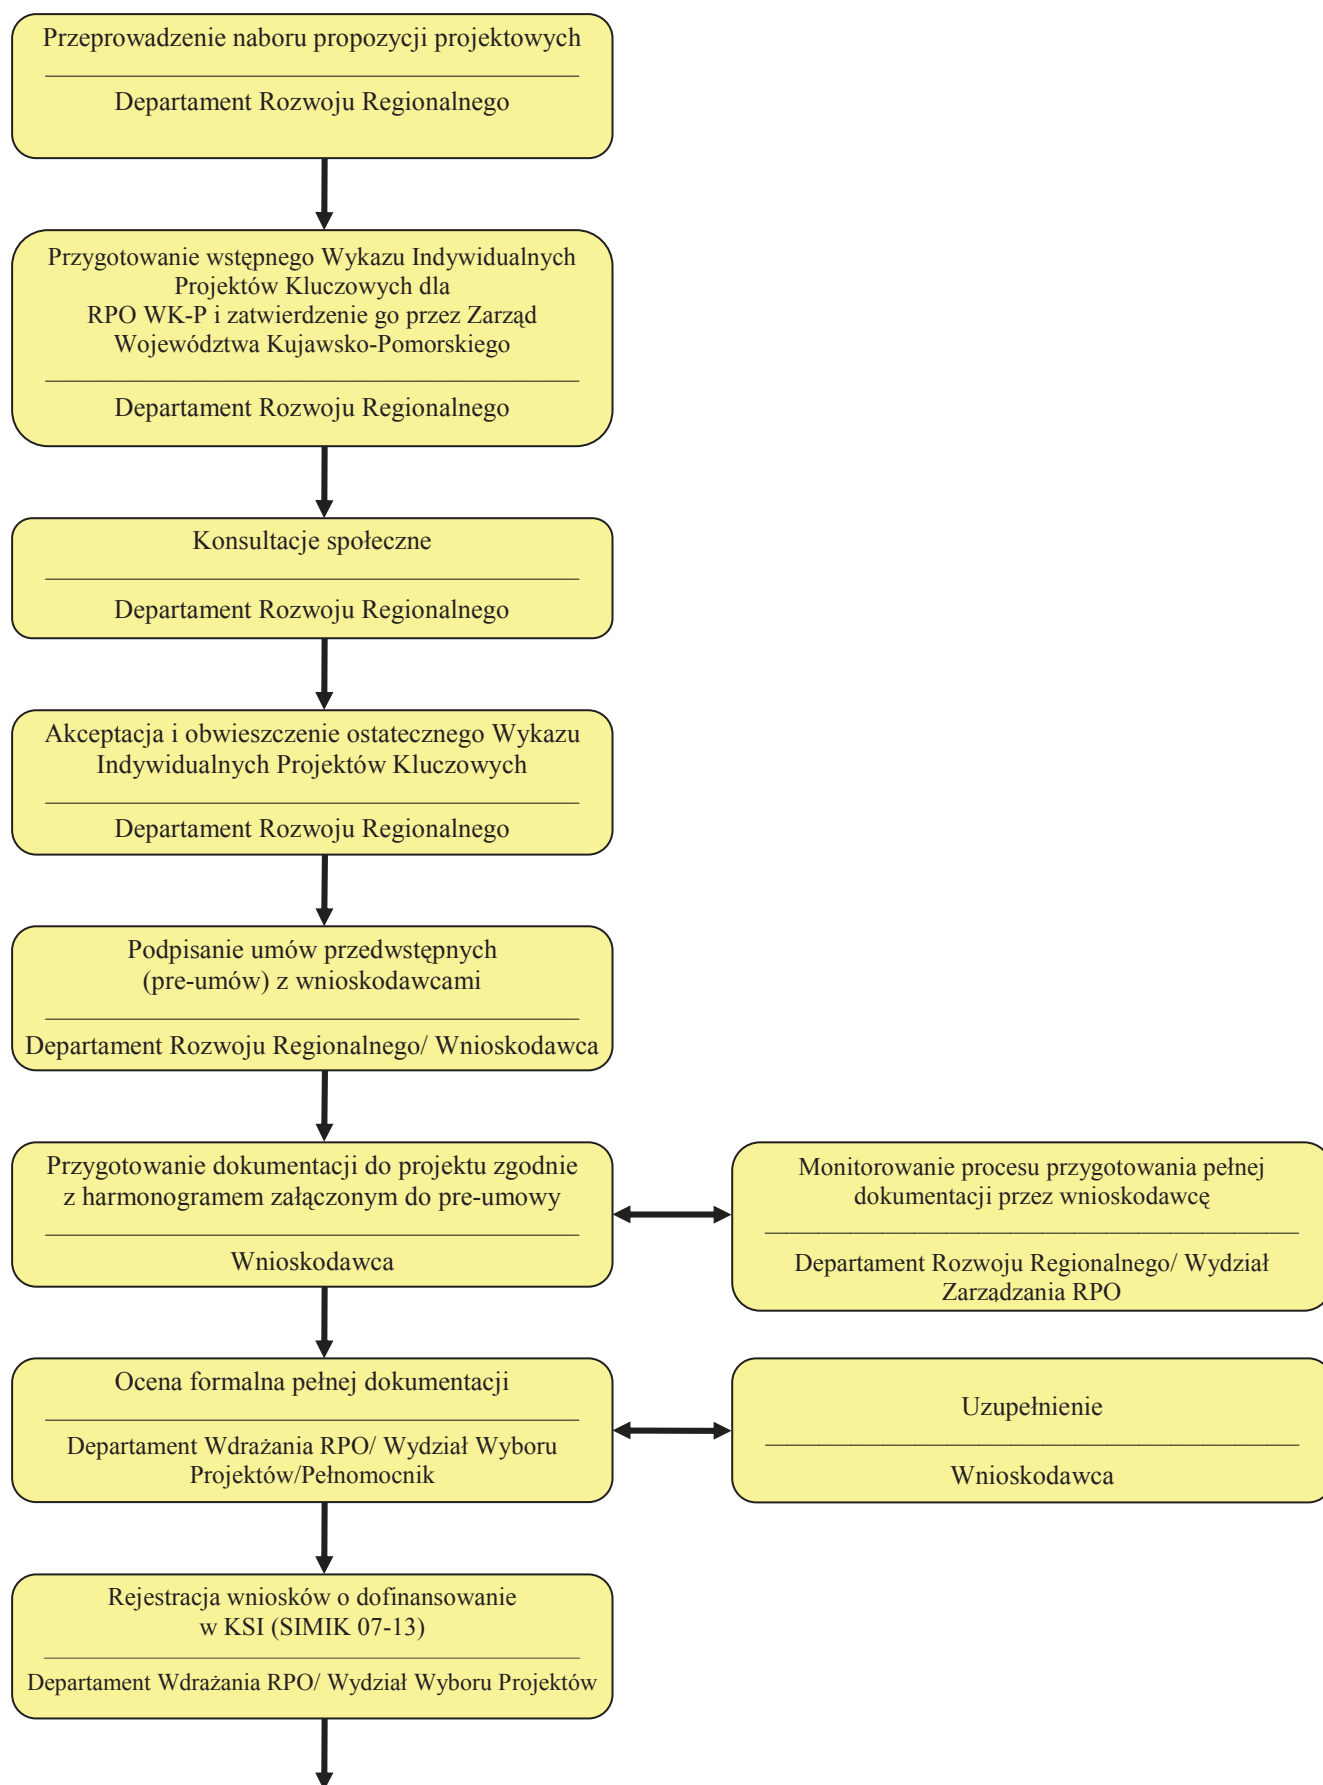 Przeprowadzenie naboru propozycji projektowych
Departament Rozwoju Regionalnego
Przygotowanie wstępnego Wykazu Indywidualnych
Projektów Kluczowych dla
RPO WK-P i zatwierdzenie go przez Zarząd
Województwa Kujawsko-Pomorskiego
Departament Rozwoju Regionalnego
Konsultacje społeczne
Departament Rozwoju Regionalnego
Akceptacja i obwieszczenie ostatecznego Wykazu
Indywidualnych Projektów Kluczowych
Departament Rozwoju Regionalnego
Podpisanie umów przedwstępnych
(pre-umów) z wnioskodawcami
Departament Rozwoju Regionalnego/ Wnioskodawca
Przygotowanie dokumentacji do projektu zgodnie
z harmonogramem załączonym do pre-umowy
Wnioskodawca
Monitorowanie procesu przygotowania pełnej
dokumentacji przez wnioskodawcę
Departament Rozwoju Regionalnego/ Wydział
Zarządzania RPO
Ocena formalna pełnej dokumentacji
Departament Wdrażania RPO/ Wydział Wyboru
Projektów/Pełnomocnik
Uzupełnienie
Wnioskodawca
Rejestracja wniosków o dofinansowanie
w KSI (SIMIK 07-13)
Departament Wdrażania RPO/ Wydział Wyboru Projektów